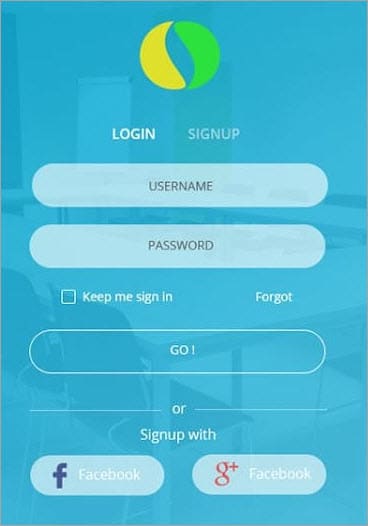 LOGIN SIGNUP
USERNAME
PASSWORD
Keep me sign in Forgot
GO !
or
Signup with
f Facebook g+ Facebook